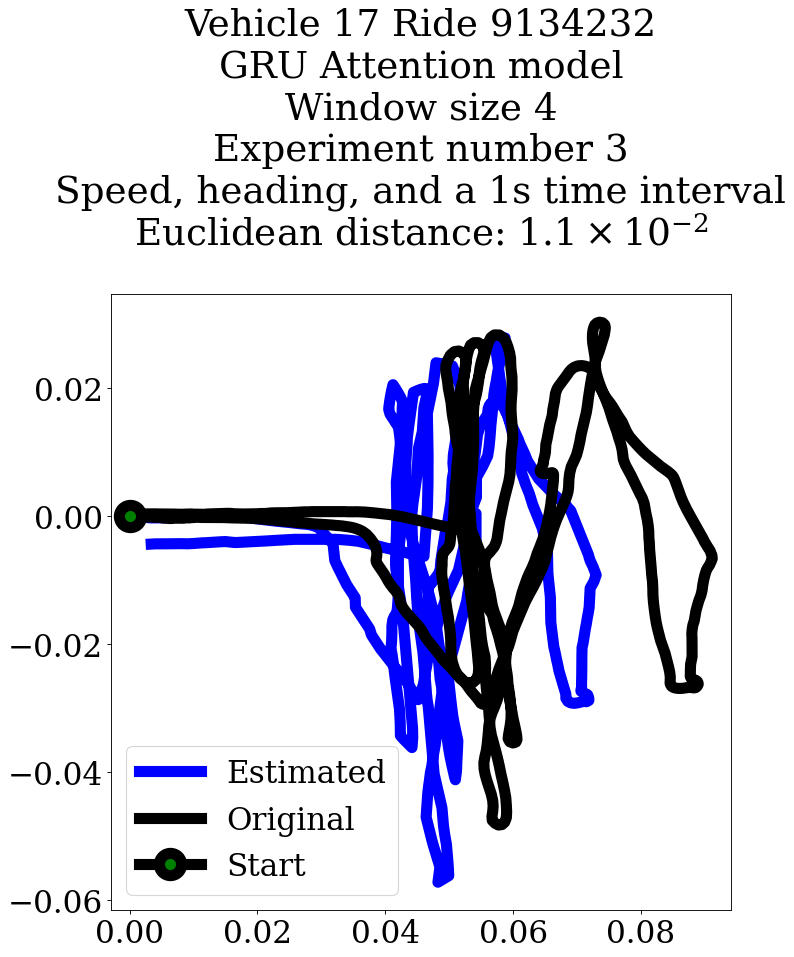 Vehicle 17 Ride 9134232
GRU Attention model
Window size 4
Experiment number 3
Speed, heading, and a 1s time interval
Euclidean distance: 1.1 × 10⁻²
0.02
0.00
−0.02
−0.04
−0.06
Estimated
Original
Start
0.00 0.02 0.04 0.06 0.08